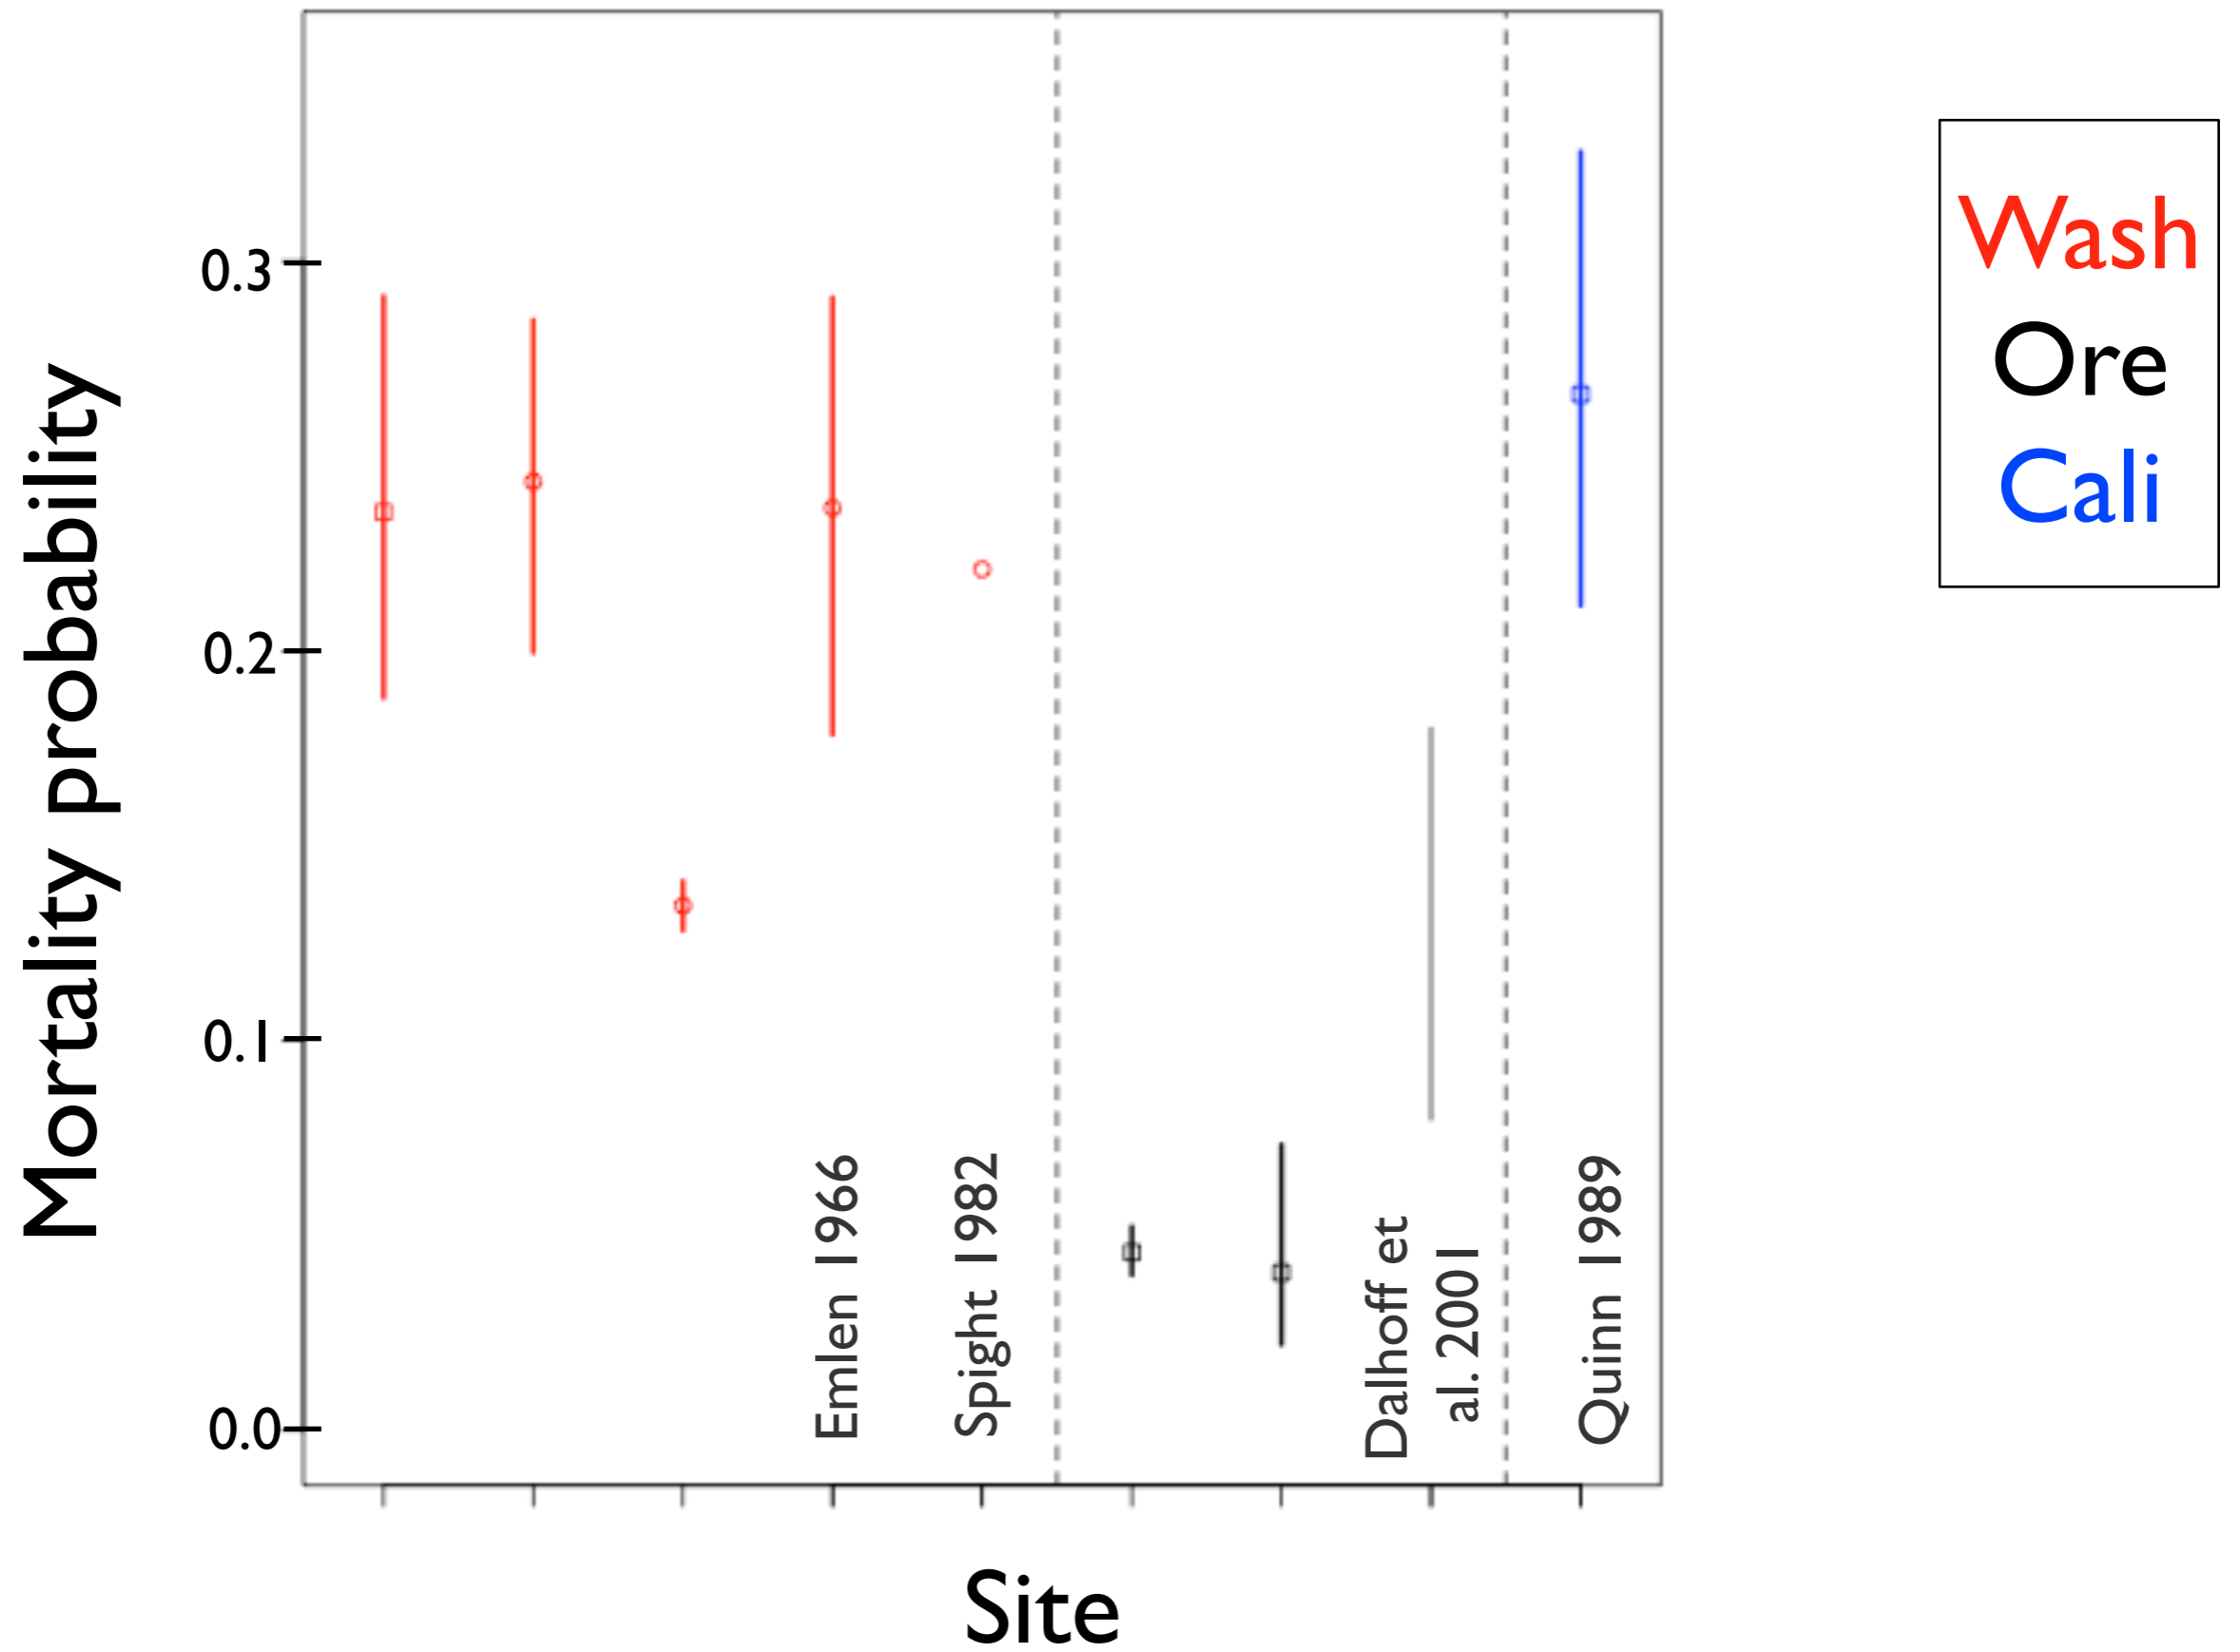 Mortality probability
0.3
0.2
0.1
0.0
Emlen 1966
Spight 1982
Dalhoff et
al. 2001
Quinn 1989
Site
Wash
Ore
Cali